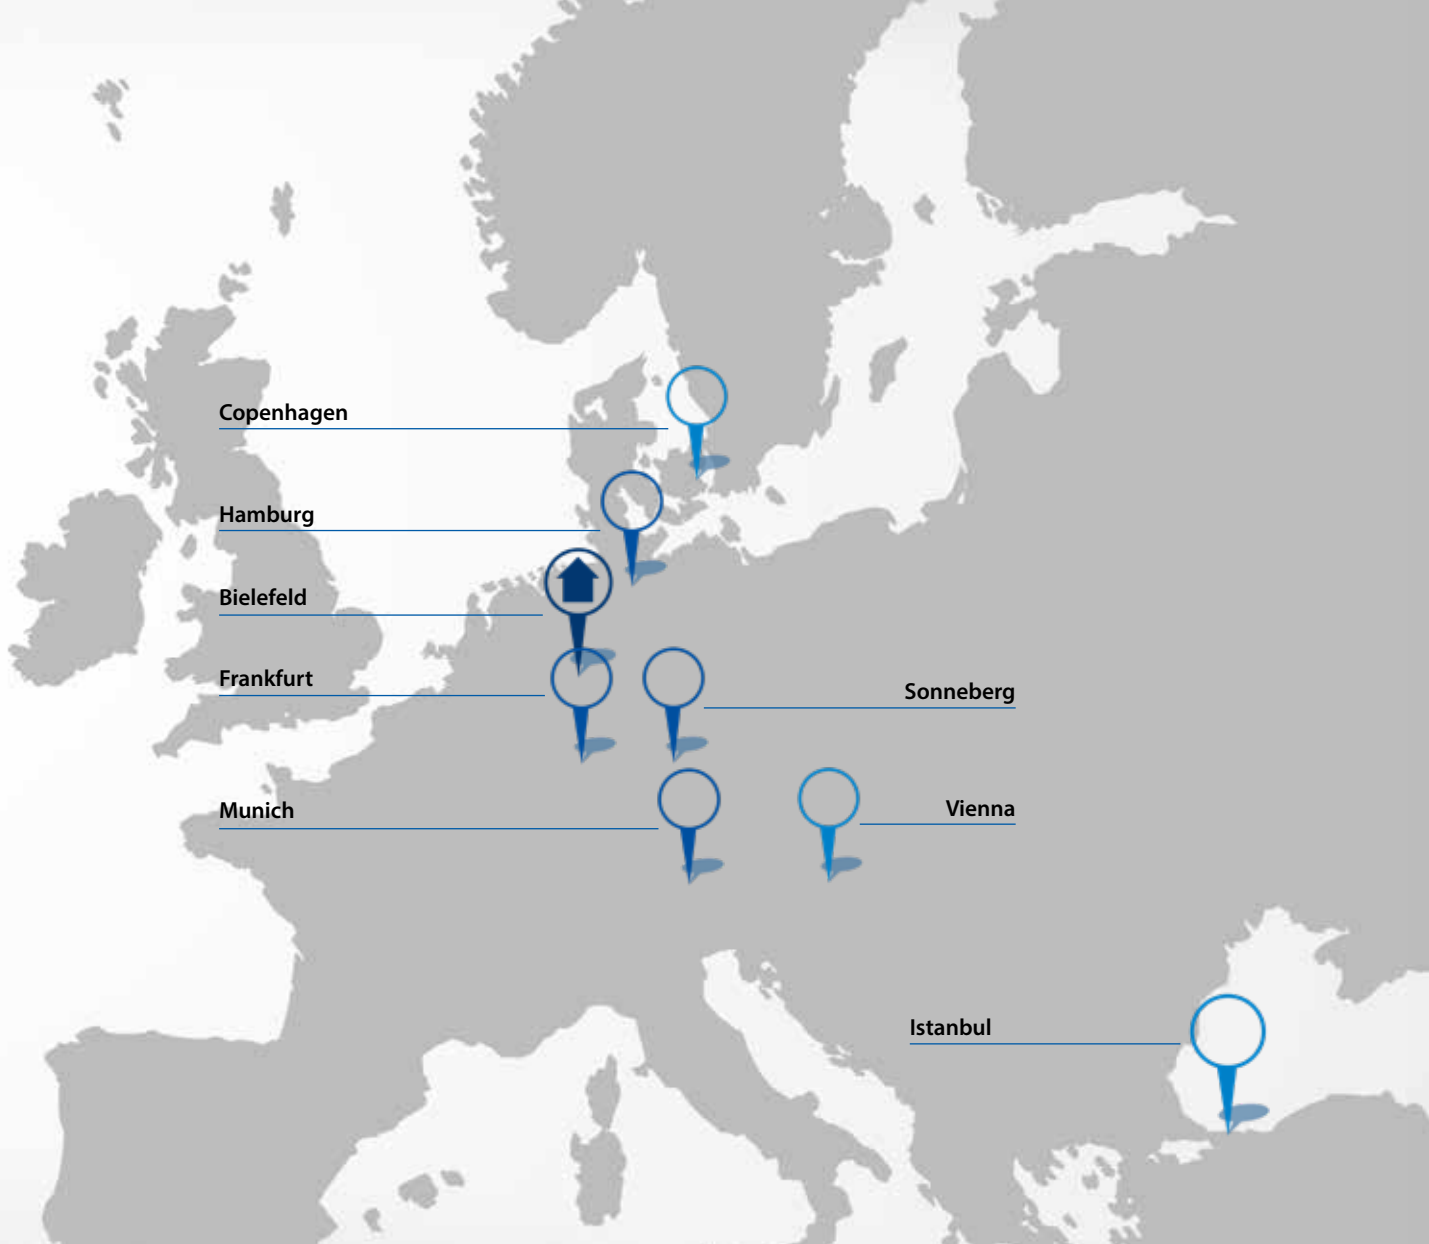 Copenhagen
Hamburg
Bielefeld
Frankfurt
Sonneberg
Munich
Vienna
Istanbul